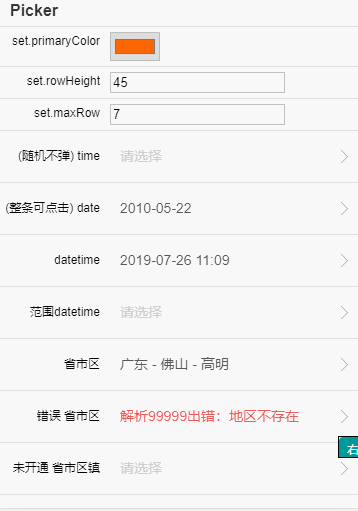 Picker
set.primaryColor
set.rowHeight 45
set.maxRow 7
(随机不弹) time 请选择
(整条可点击) date 2010-05-22
datetime 2019-07-26 11:09
范围datetime 请选择
省市区 广东 - 佛山 - 高明
错误 省市区 解析99999出错：地区不存在
右
未开通 省市区镇 请选择